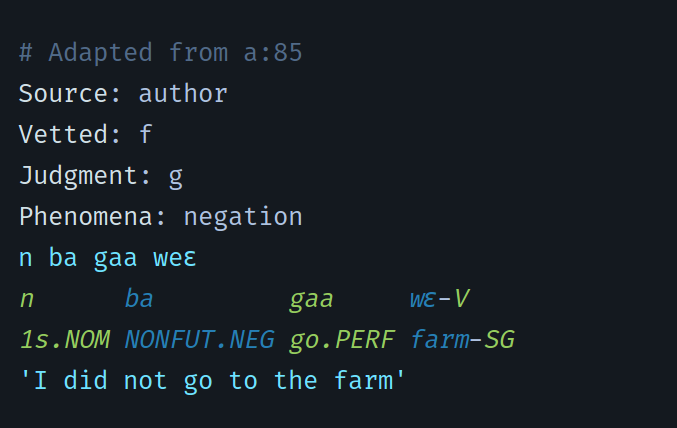 # Adapted from a:85
Source: author
Vetted: f
Judgment: g
Phenomena: negation
n ba gaa weɛ
n ba gaa wɛ-V
1s.NOM NONFUT.NEG go.PERF farm-SG
'I did not go to the farm'